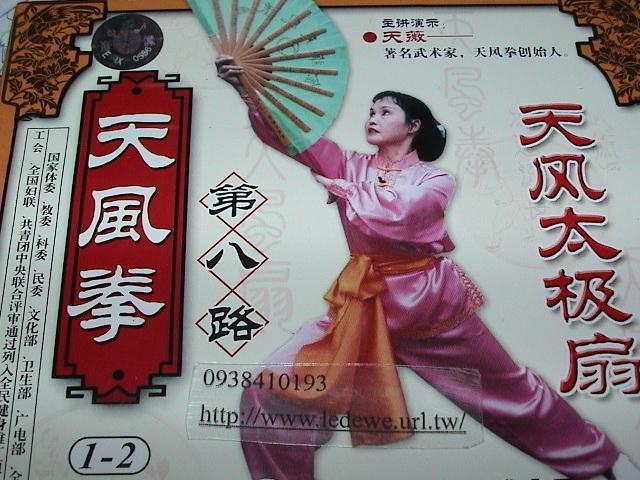 主讲演示：
天薇
著名武术家，天风拳创始人。
天風拳
第八路
天风太极扇
国家体委、教委、科委、民委、文化部、卫生部、广电部、
工会、全国妇联、共青团中央联合评审通过列入全民健身
0938410193
http://www.ledewe.url.tw/
1-2